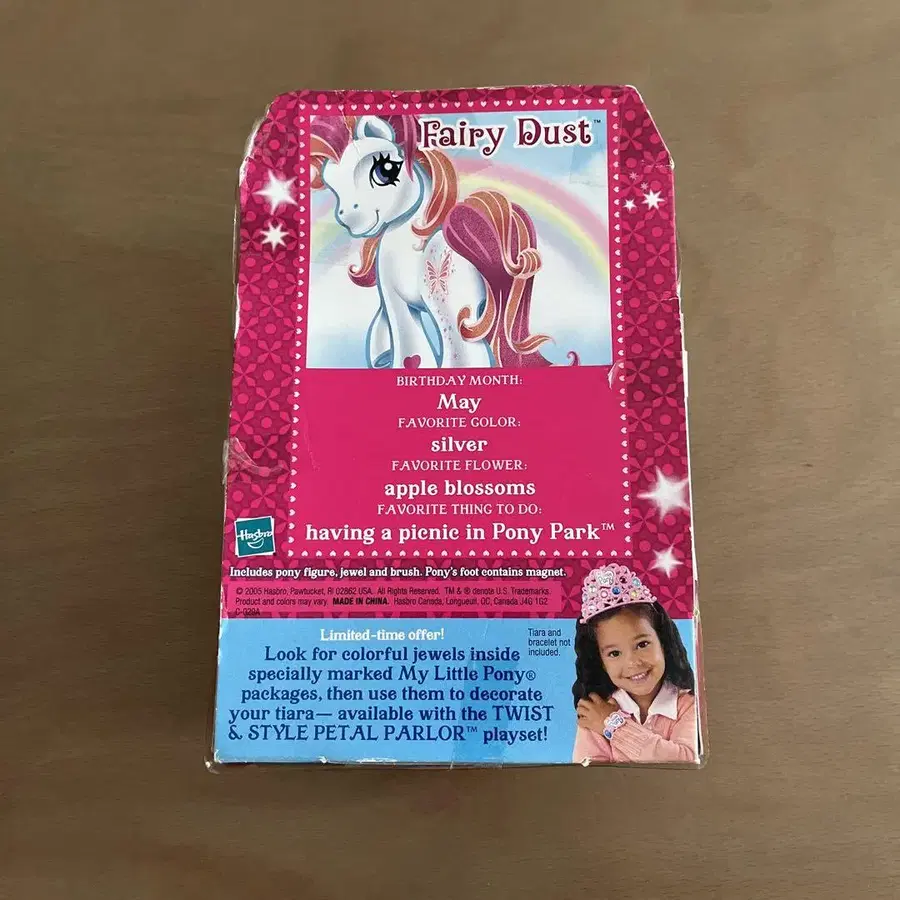 Fairy Dust™
BIRTHDAY MONTH:
May
FAVORITE COLOR:
silver
FAVORITE FLOWER:
apple blossoms
FAVORITE THING TO DO:
having a picnic in Pony Park™
Hasbro
Includes pony figure, jewel and brush. Pony's foot contains magnet.
© 2005 Hasbro, Pawtucket, RI 02862 USA. All Rights Reserved. TM & ® denote U.S. Trademarks.
Product and colors may vary. MADE IN CHINA. Hasbro Canada, Longueuil, QC, Canada J4G 1G2.
C-029A
Limited-time offer!
Look for colorful jewels inside
specially marked My Little Pony®
packages, then use them to decorate
your tiara— available with the TWIST
& STYLE PETAL PARLOR™ playset!
Tiara and
bracelet not
included.